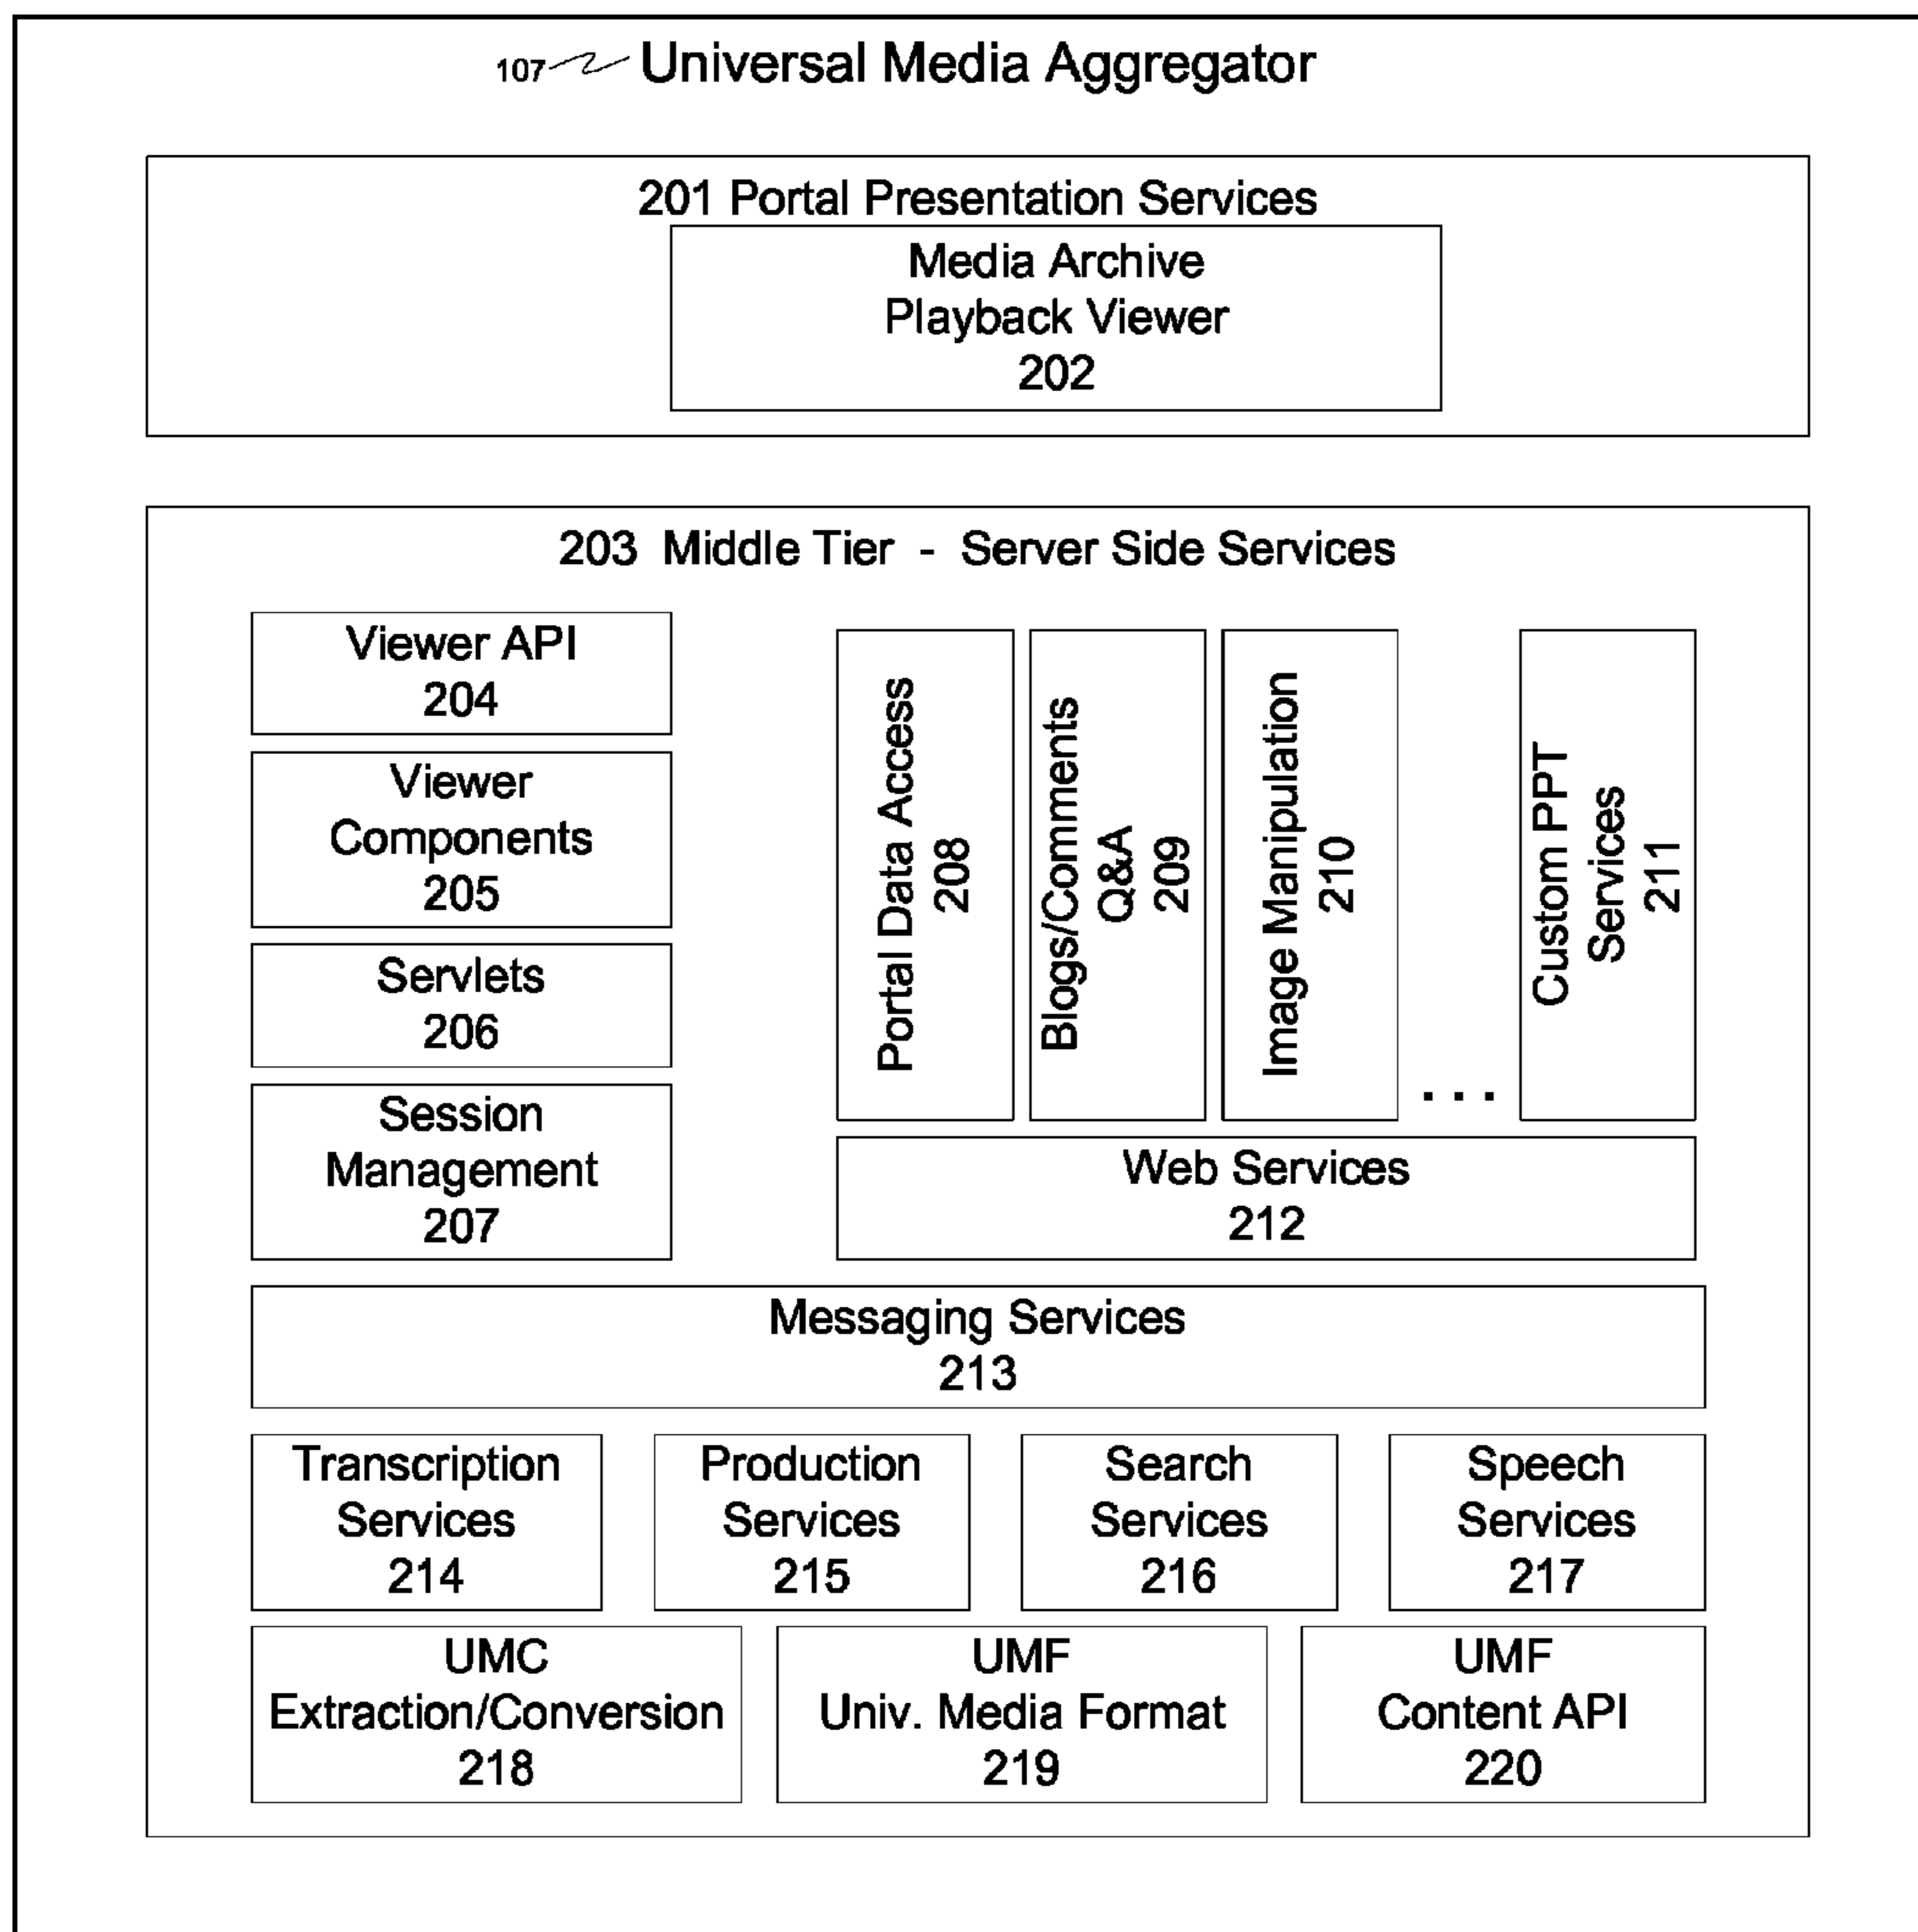 107 Universal Media Aggregator
201 Portal Presentation Services
Media Archive
Playback Viewer
202
203 Middle Tier - Server Side Services
Viewer API
204
Viewer
Components
205
Servlets
206
Session
Management
207
Portal Data Access
208
Blogs/Comments
Q&A
209
Image Manipulation
210
...
Custom PPT
Services
211
Web Services
212
Messaging Services
213
Transcription
Services
214
Production
Services
215
Search
Services
216
Speech
Services
217
UMC
Extraction/Conversion
218
UMF
Univ. Media Format
219
UMF
Content API
220